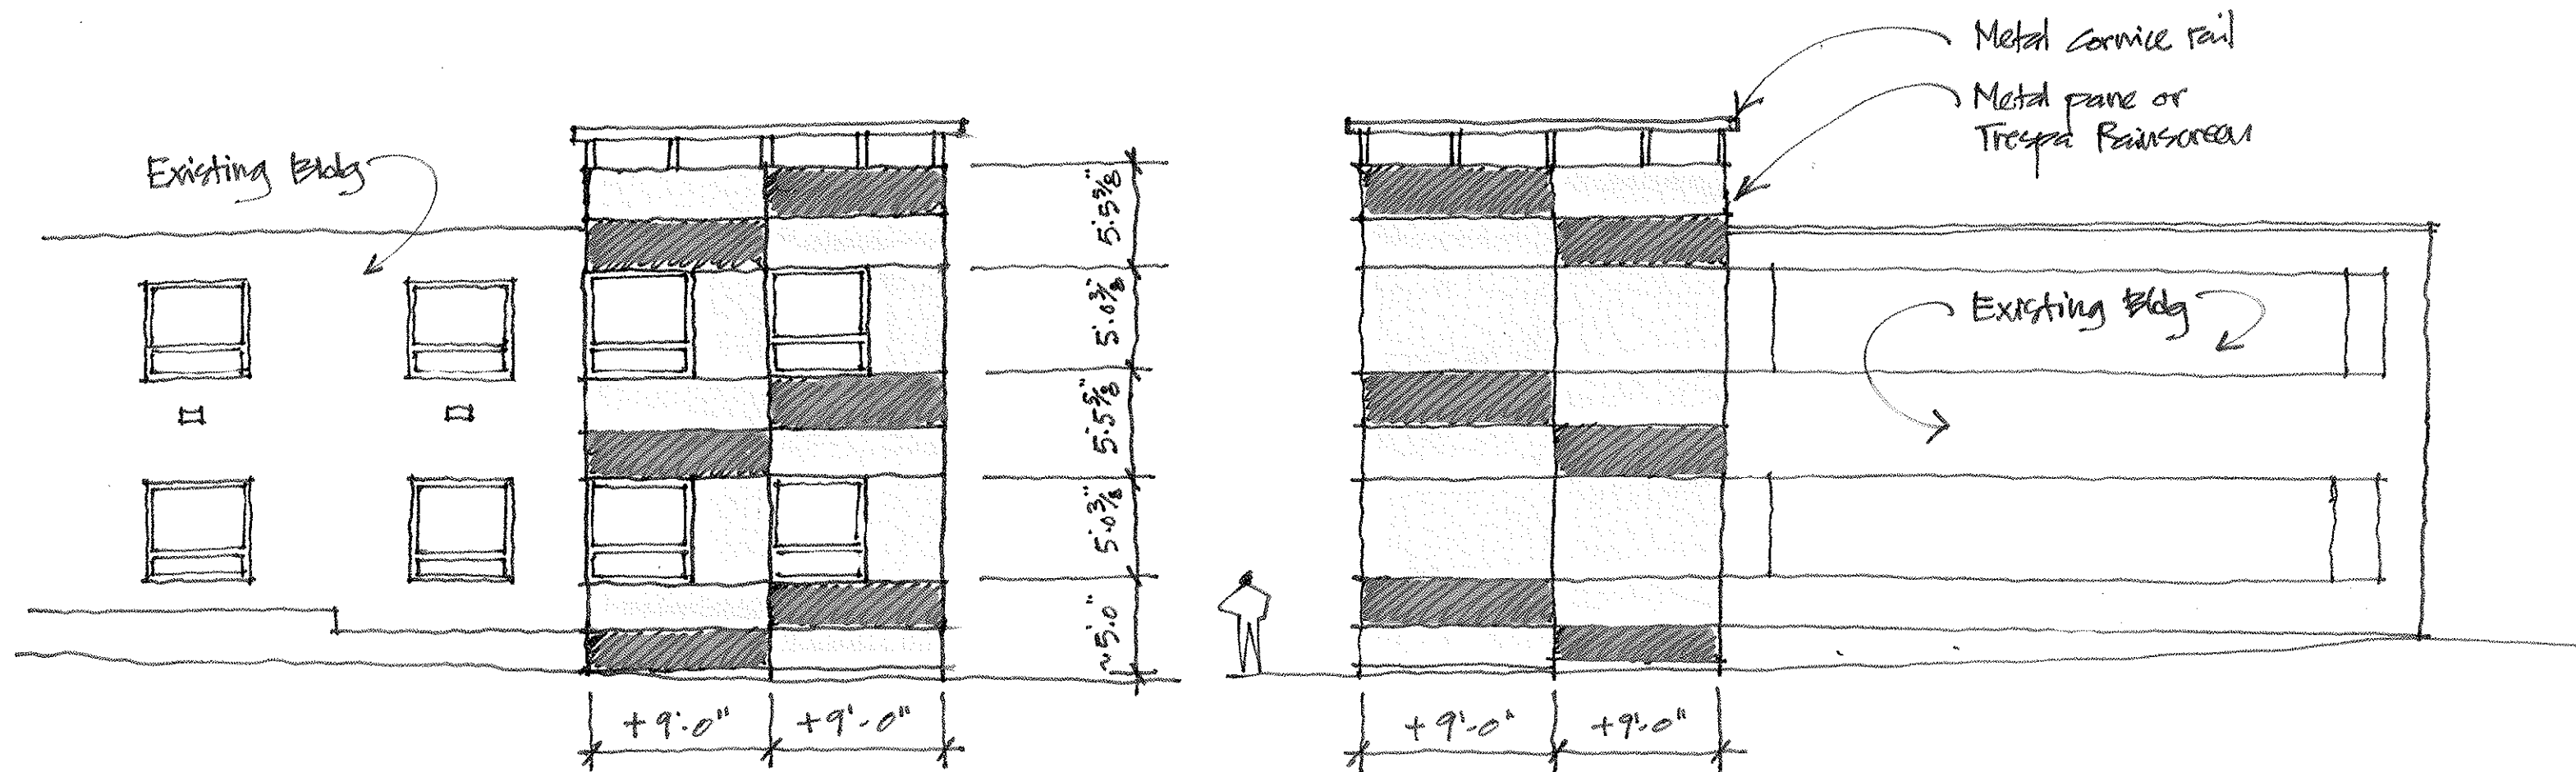 Metal Cornice rail
Metal pane or
Trespa Rainscreen
Existing Bldg
Existing Bldg
5'.5 5/8"
5'.0 3/8"
5'.5 5/8"
5'.0 3/8"
~5'.0"
+9'.0"
+9'-0"
+9'-0"
+9'-0"